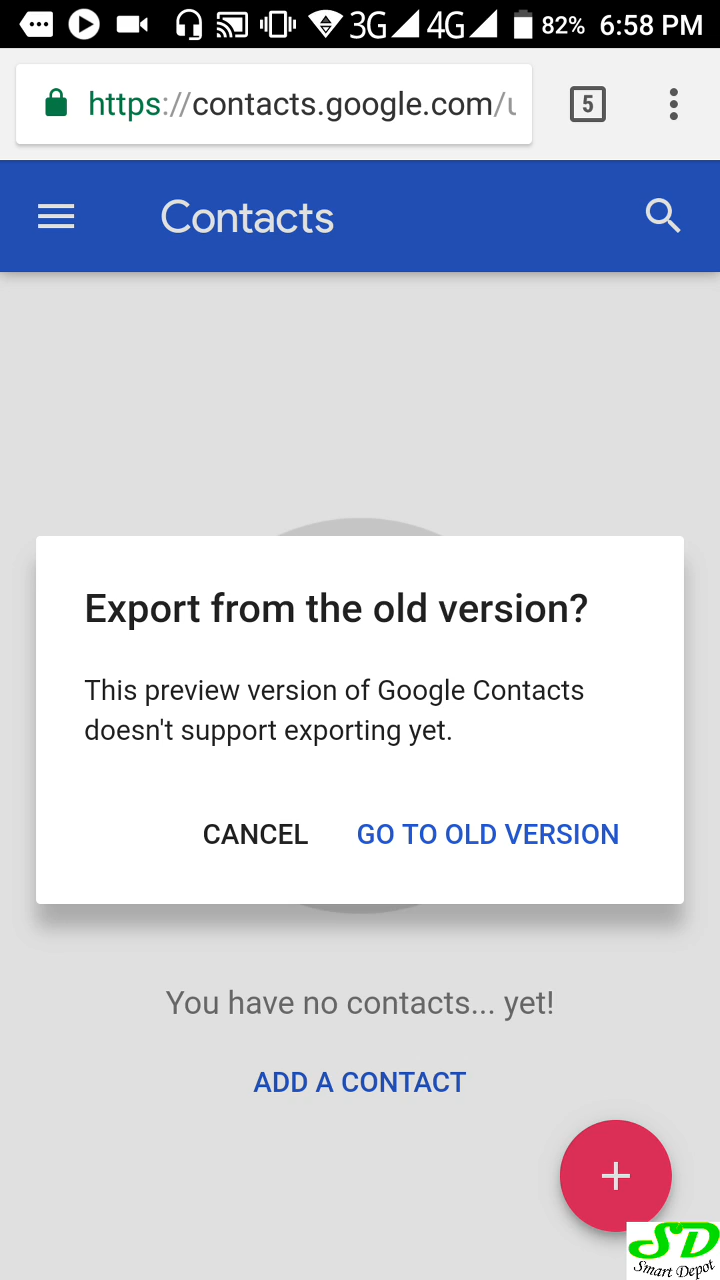 3G 4G 82% 6:58 PM
https://contacts.google.com/u
5
Contacts
Export from the old version?
This preview version of Google Contacts
doesn't support exporting yet.
CANCEL GO TO OLD VERSION
You have no contacts... yet!
ADD A CONTACT
SD
Smart Depot